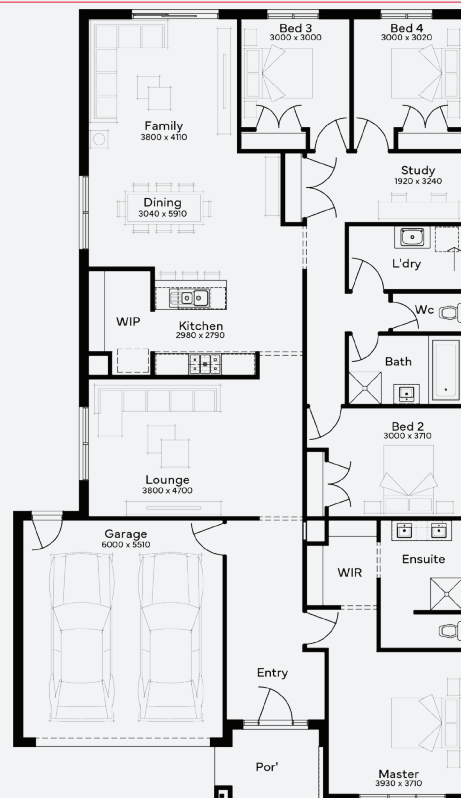 Bed 3
3000 x 3000
Bed 4
3000 x 3020
Family
3800 x 4110
Study
1920 x 3240
Dining
3040 x 5910
L'dry
Wc
WIP
Kitchen
2980 x 2790
Bath
Bed 2
3000 x 3710
Lounge
3800 x 4700
Garage
6000 x 5510
Ensuite
WIR
Entry
Por'
Master
3930 x 3710